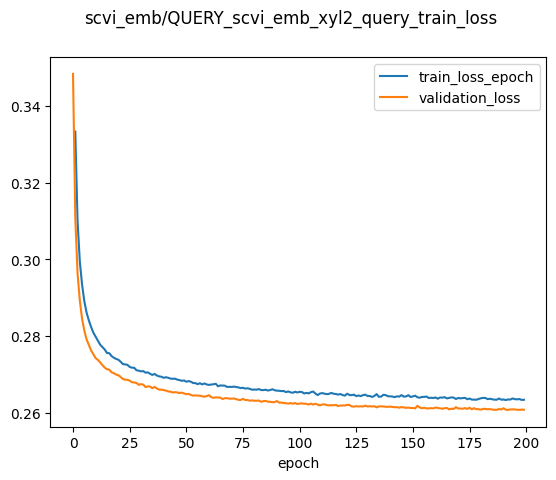 scvi_emb/QUERY_scvi_emb_xyl2_query_train_loss
train_loss_epoch
validation_loss
0.34
0.32
0.30
0.28
0.26
0 25 50 75 100 125 150 175 200
epoch